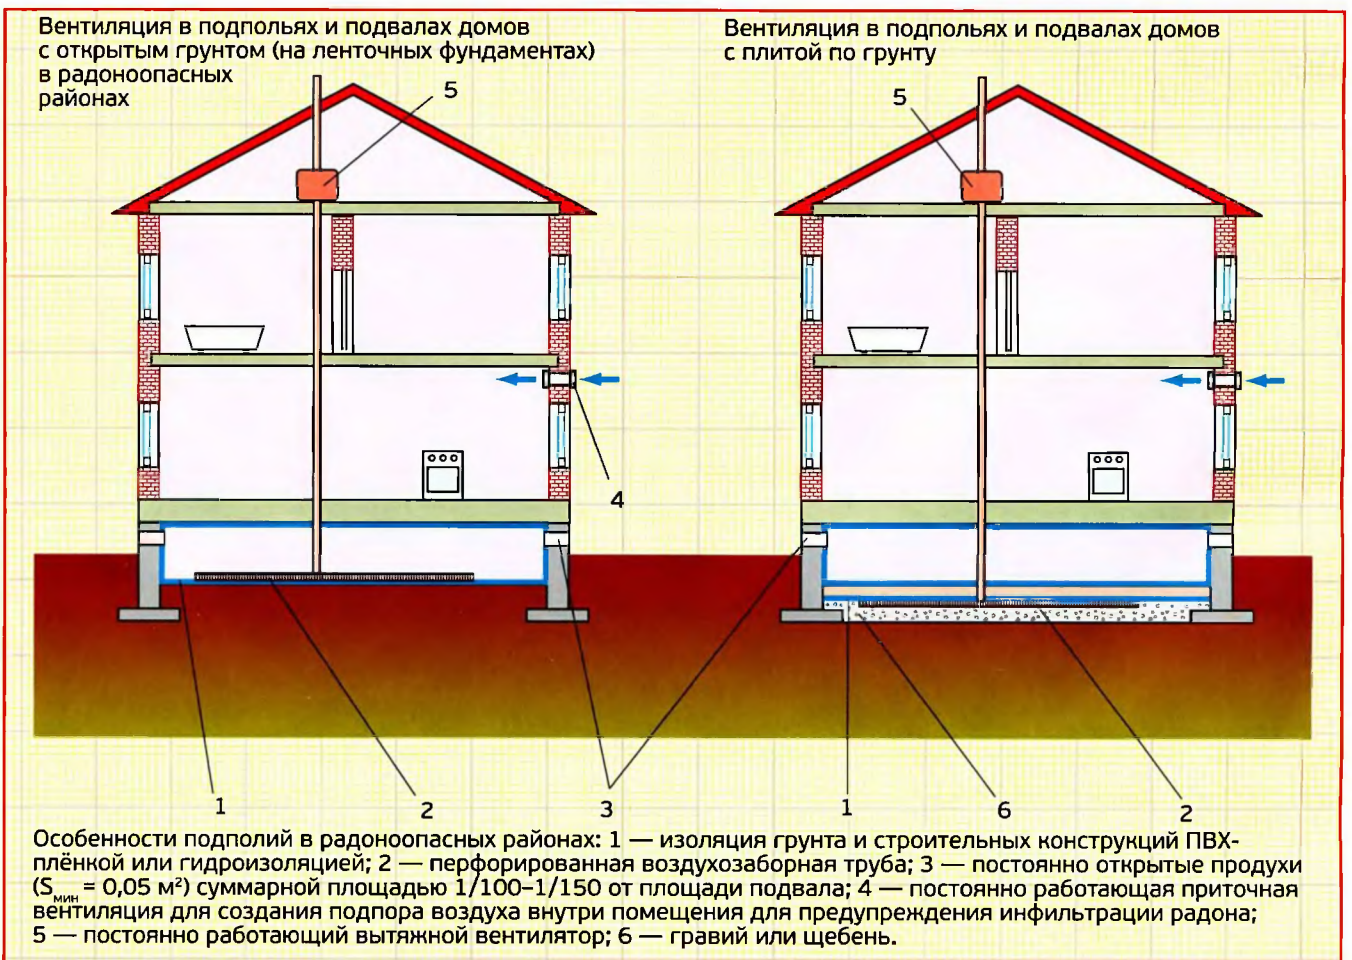 Вентиляция в подпольях и подвалах домов
с открытым грунтом (на ленточных фундаментах)
в радоноопасных
районах
Вентиляция в подпольях и подвалах домов
с плитой по грунту
5
5
4
1
2
3
1
6
2
Особенности подполий в радоноопасных районах: 1 — изоляция грунта и строительных конструкций ПВХ-
плёнкой или гидроизоляцией; 2 — перфорированная воздухозаборная труба; 3 — постоянно открытые продухи
(Sмин = 0,05 м²) суммарной площадью 1/100–1/150 от площади подвала; 4 — постоянно работающая приточная
вентиляция для создания подпора воздуха внутри помещения для предупреждения инфильтрации радона;
5 — постоянно работающий вытяжной вентилятор; 6 — гравий или щебень.